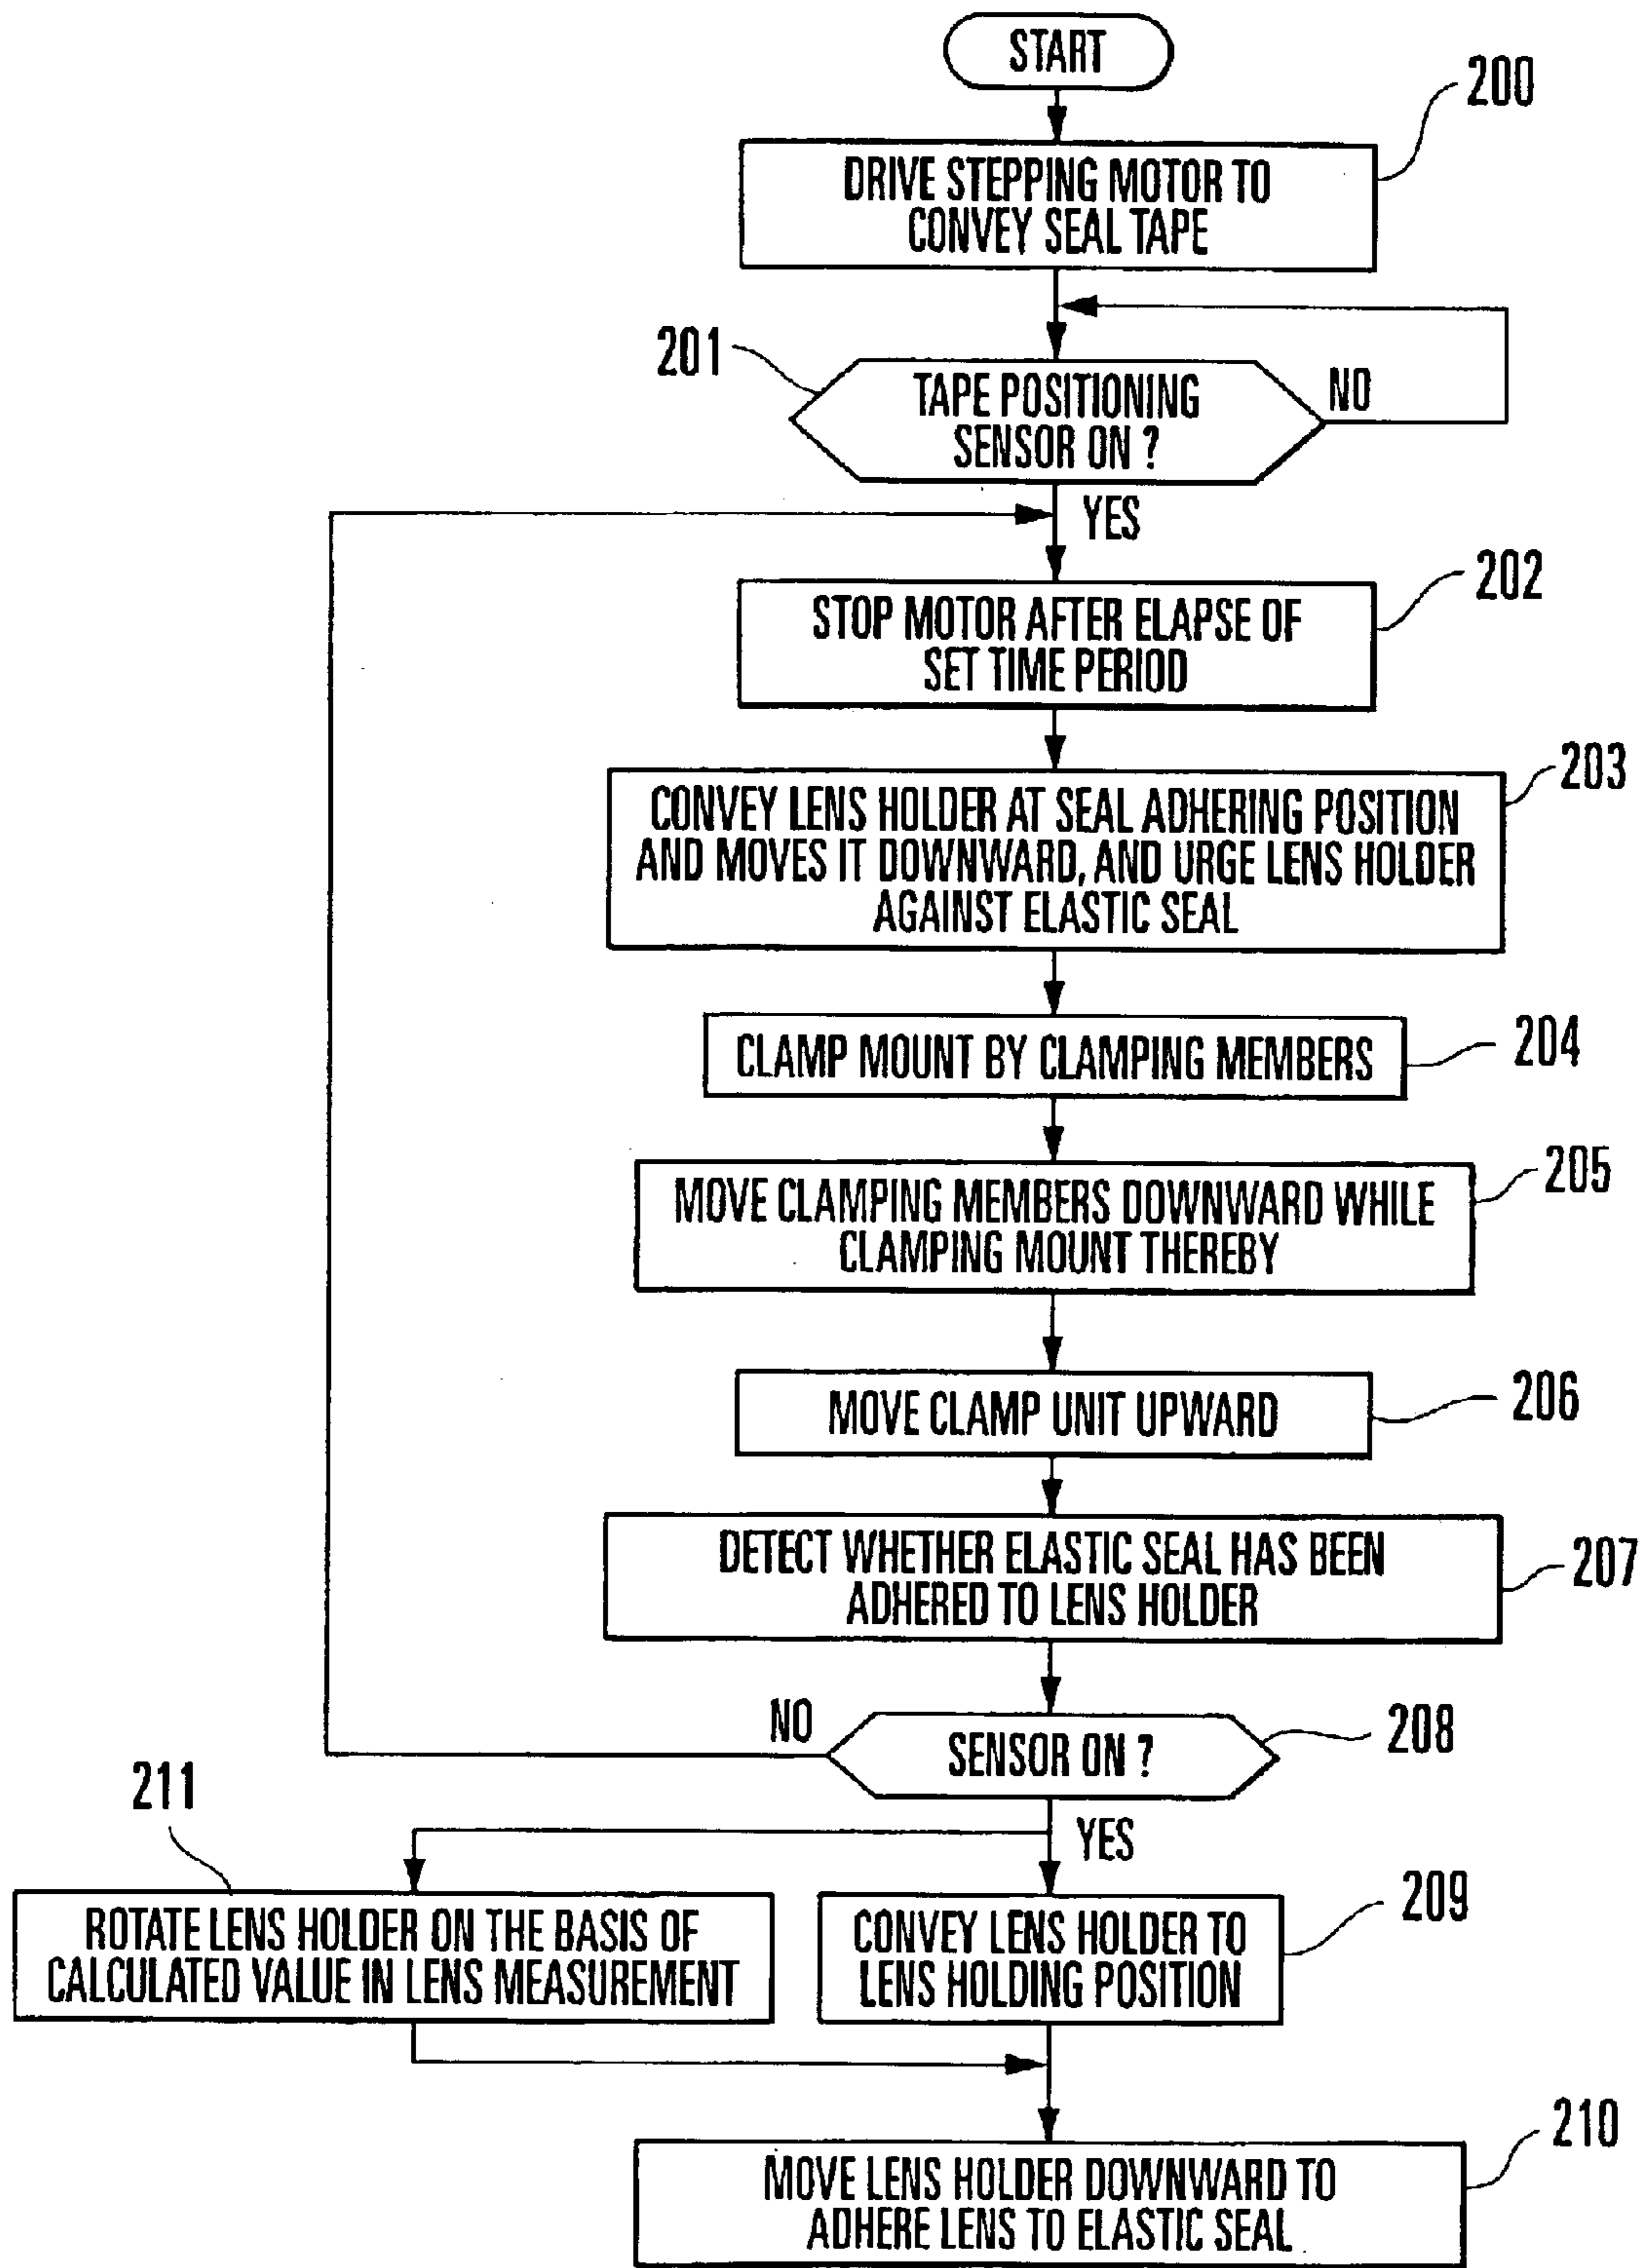 START
200
DRIVE STEPPING MOTOR TO
CONVEY SEAL TAPE
201
TAPE POSITIONING
SENSOR ON ?
NO
YES
202
STOP MOTOR AFTER ELAPSE OF
SET TIME PERIOD
203
CONVEY LENS HOLDER AT SEAL ADHERING POSITION
AND MOVES IT DOWNWARD, AND URGE LENS HOLDER
AGAINST ELASTIC SEAL
204
CLAMP MOUNT BY CLAMPING MEMBERS
205
MOVE CLAMPING MEMBERS DOWNWARD WHILE
CLAMPING MOUNT THEREBY
206
MOVE CLAMP UNIT UPWARD
207
DETECT WHETHER ELASTIC SEAL HAS BEEN
ADHERED TO LENS HOLDER
208
NO
SENSOR ON ?
YES
211
ROTATE LENS HOLDER ON THE BASIS OF
CALCULATED VALUE IN LENS MEASUREMENT
209
CONVEY LENS HOLDER TO
LENS HOLDING POSITION
210
MOVE LENS HOLDER DOWNWARD TO
ADHERE LENS TO ELASTIC SEAL